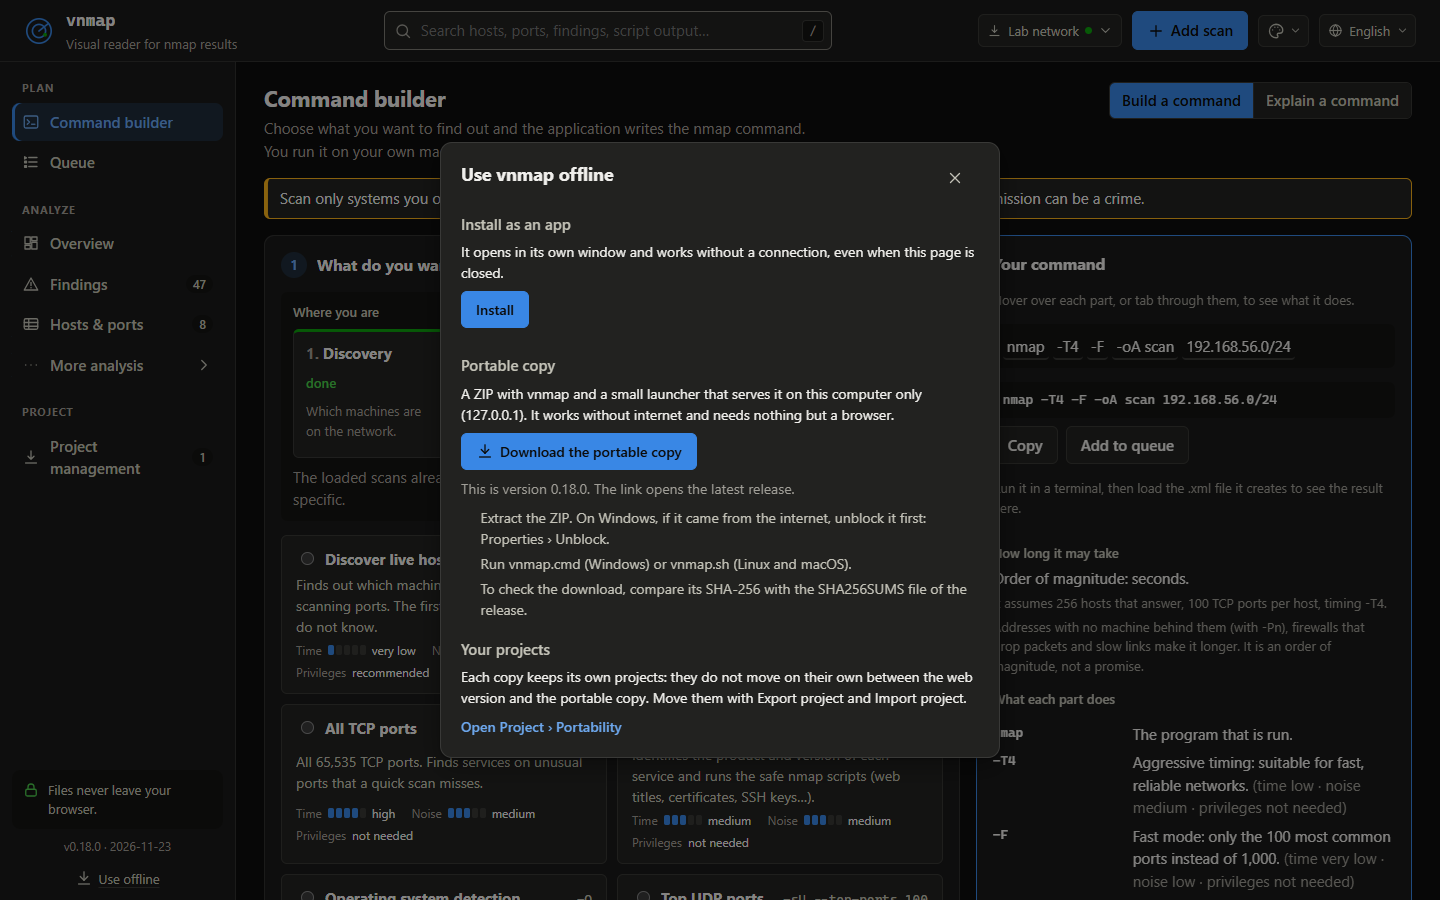 vnmap
Visual reader for nmap results
Search hosts, ports, findings, script output...
/
Lab network
Add scan
English
PLAN
Command builder
Queue
ANALYZE
Overview
Findings 47
Hosts & ports 8
More analysis
PROJECT
Project
management 1
Files never leave your
browser.
v0.18.0 · 2026-11-23
Use offline
Command builder
Choose what you want to find out and the application writes the nmap command.
You run it on your own ma
Build a command
Explain a command
Scan only systems you o
ission can be a crime.
1 What do you wa
Where you are
1. Discovery
done
Which machines are
on the network.
The loaded scans alrea
specific.
Discover live hos
Finds out which machin
scanning ports. The first
do not know.
Time very low N
Privileges recommended
All TCP ports
All 65,535 TCP ports. Finds services on unusual
ports that a quick scan misses.
Time high Noise medium
Privileges not needed
Identifies the product and version of each
service and runs the safe nmap scripts (web
titles, certificates, SSH keys...).
Time medium Noise medium
Privileges not needed
Operating system detection -O
Top UDP ports -sU --top-ports 100
Use vnmap offline
Install as an app
It opens in its own window and works without a connection, even when this page is
closed.
Install
Portable copy
A ZIP with vnmap and a small launcher that serves it on this computer only
(127.0.0.1). It works without internet and needs nothing but a browser.
Download the portable copy
This is version 0.18.0. The link opens the latest release.
Extract the ZIP. On Windows, if it came from the internet, unblock it first:
Properties › Unblock.
Run vnmap.cmd (Windows) or vnmap.sh (Linux and macOS).
To check the download, compare its SHA-256 with the SHA256SUMS file of the
release.
Your projects
Each copy keeps its own projects: they do not move on their own between the web
version and the portable copy. Move them with Export project and Import project.
Open Project › Portability
Your command
over over each part, or tab through them, to see what it does.
nmap -T4 -F -oA scan 192.168.56.0/24
nmap -T4 -F -oA scan 192.168.56.0/24
Copy
Add to queue
un it in a terminal, then load the .xml file it creates to see the result
ere.
ow long it may take
Order of magnitude: seconds.
assumes 256 hosts that answer, 100 TCP ports per host, timing -T4.
ddresses with no machine behind them (with -Pn), firewalls that
rop packets and slow links make it longer. It is an order of
agnitude, not a promise.
What each part does
map The program that is run.
-T4 Aggressive timing: suitable for fast,
reliable networks. (time low · noise
medium · privileges not needed)
-F Fast mode: only the 100 most common
ports instead of 1,000. (time very low ·
noise low · privileges not needed)